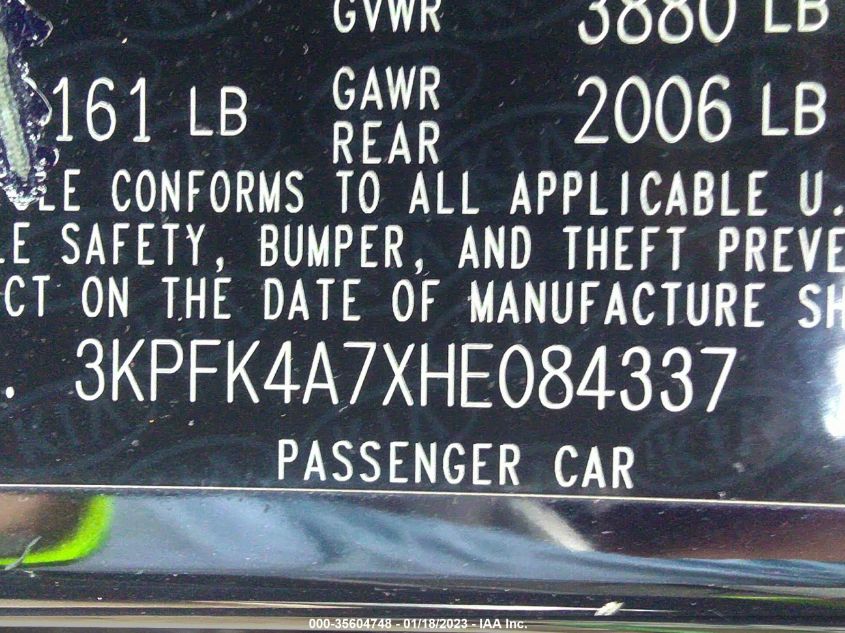 GVWR 3880 LB
161 LB GAWR REAR 2006 LB
LE CONFORMS TO ALL APPLICABLE U.
LE SAFETY, BUMPER, AND THEFT PREVE
CT ON THE DATE OF MANUFACTURE SH
. 3KPFK4A7XHE084337
PASSENGER CAR
000-35604748 - 01/18/2023 - IAA Inc.